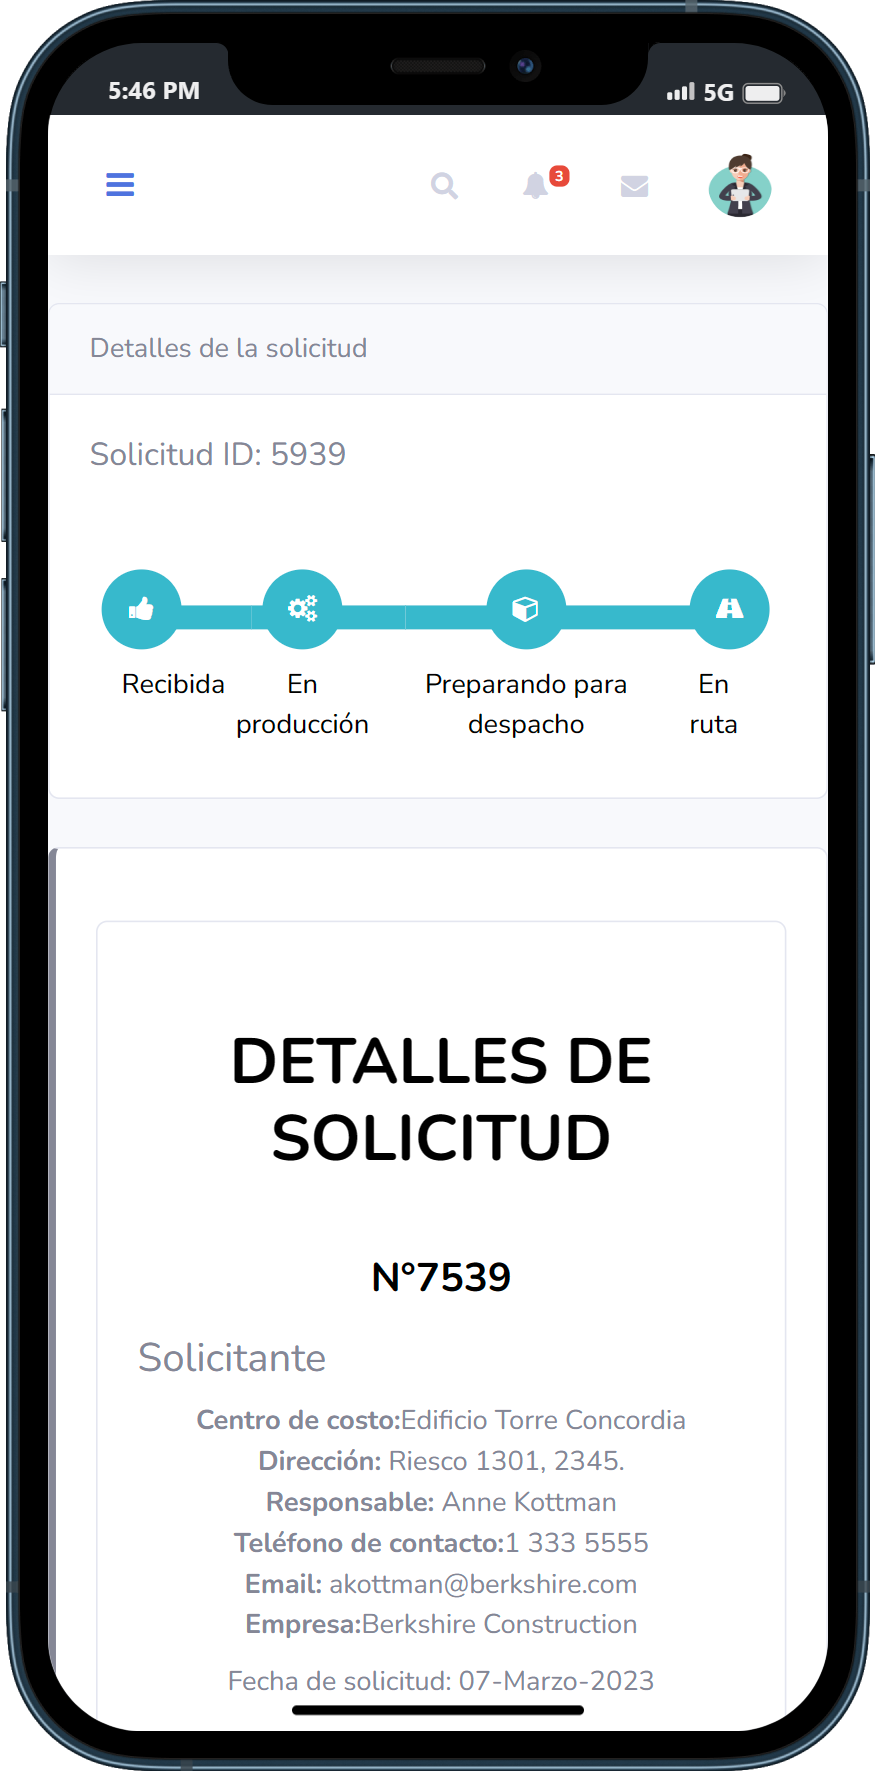 5:46 PM
5G
3
Detalles de la solicitud
Solicitud ID: 5939
Recibida
En
producción
Preparando para
despacho
En
ruta
DETALLES DE
SOLICITUD
N°7539
Solicitante
Centro de costo:Edificio Torre Concordia
Dirección: Riesco 1301, 2345.
Responsable: Anne Kottman
Teléfono de contacto:1 333 5555
Email: akottman@berkshire.com
Empresa:Berkshire Construction
Fecha de solicitud: 07-Marzo-2023